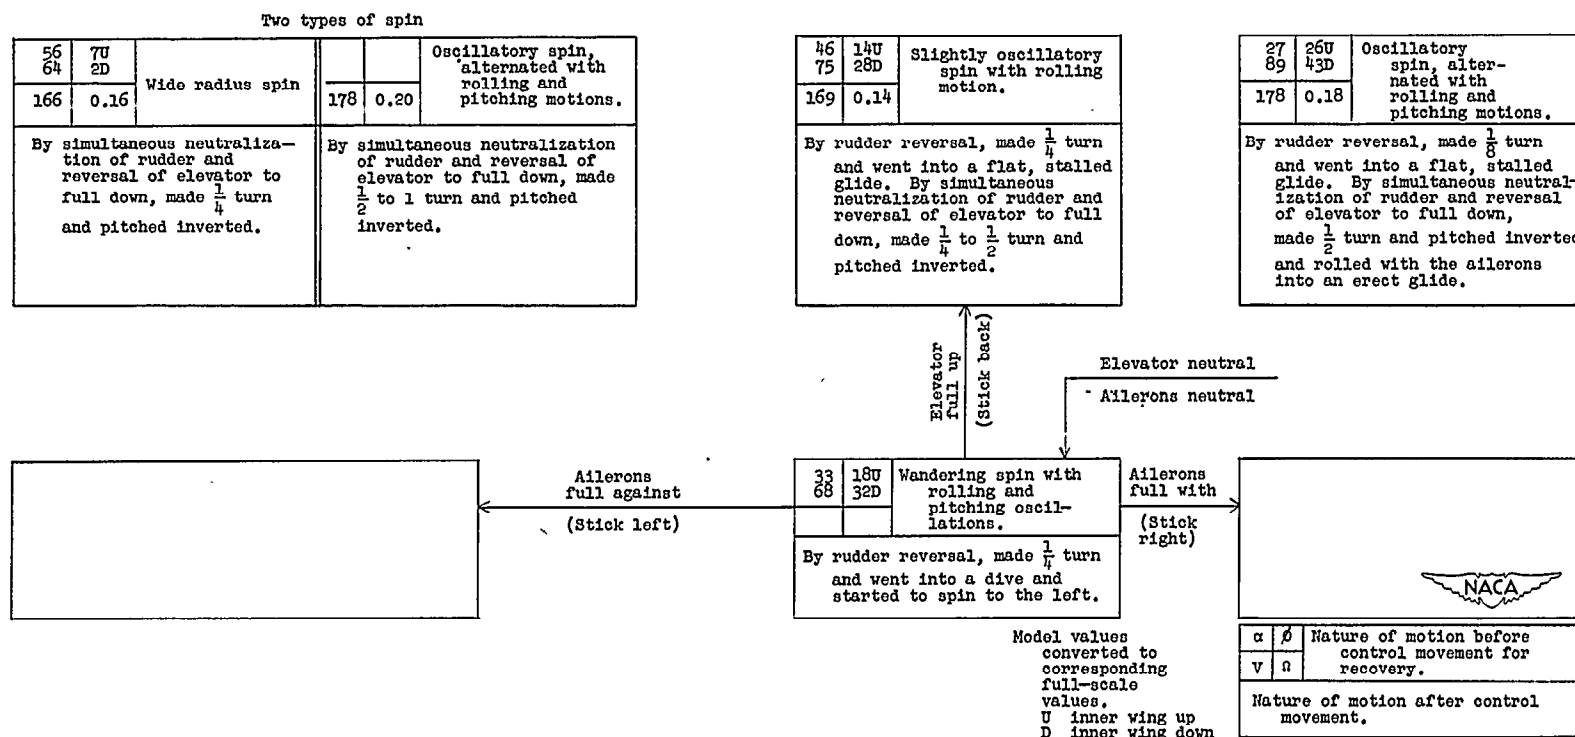 Two types of spin
56 7U
64 2D
166 0.16
Wide radius spin
178 0.20
Oscillatory spin,
alternated with
rolling and
pitching motions.
By simultaneous neutraliza-
tion of rudder and
reversal of elevator to
full down, made 1/4 turn
and pitched inverted.
By simultaneous neutralization
of rudder and reversal of
elevator to full down, made
1/2 to 1 turn and pitched
inverted.
46 14U
75 28D
169 0.14
Slightly oscillatory
spin with rolling
motion.
By rudder reversal, made 1/4 turn
and went into a flat, stalled
glide. By simultaneous
neutralization of rudder and
reversal of elevator to full
down, made 1/4 to 1/2 turn and
pitched inverted.
27 26U
89 43D
178 0.18
Oscillatory
spin, alter-
nated with
rolling and
pitching motions.
By rudder reversal, made 1/8 turn
and went into a flat, stalled
glide. By simultaneous neutral-
ization of rudder and reversal
of elevator to full down,
made 1/2 turn and pitched inverted
and rolled with the ailerons
into an erect glide.
Elevator
full up
(Stick back)
Elevator neutral
Ailerons neutral
Ailerons
full against
(Stick left)
33 18U
68 32D
Wandering spin with
rolling and
pitching oscil-
lations.
By rudder reversal, made 1/4 turn
and went into a dive and
started to spin to the left.
Ailerons
full with
(Stick
right)
NACA
Model values
converted to
corresponding
full-scale
values.
U inner wing up
D inner wing down
α ø
V Ω
Nature of motion before
control movement for
recovery.
Nature of motion after control
movement.